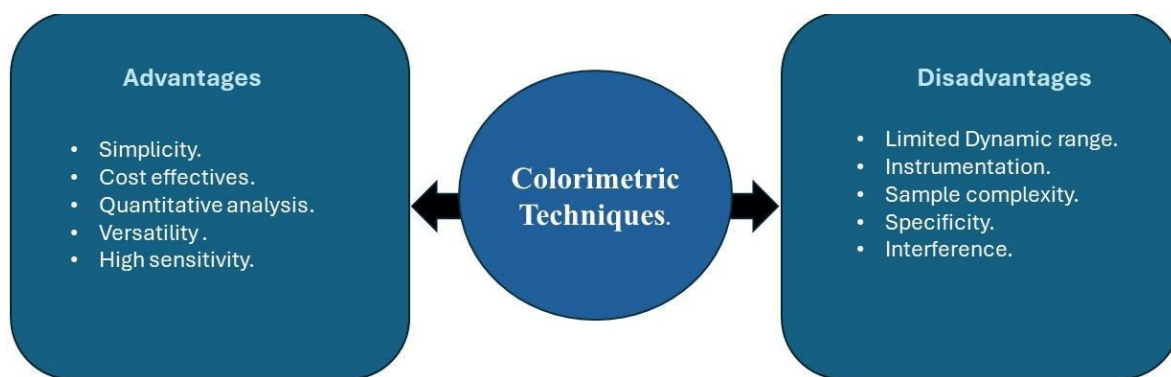 Advantages
• Simplicity.
• Cost effectives.
• Quantitative analysis.
• Versatility .
• High sensitivity.
Colorimetric
Techniques.
Disadvantages
• Limited Dynamic range.
• Instrumentation.
• Sample complexity.
• Specificity.
• Interference.